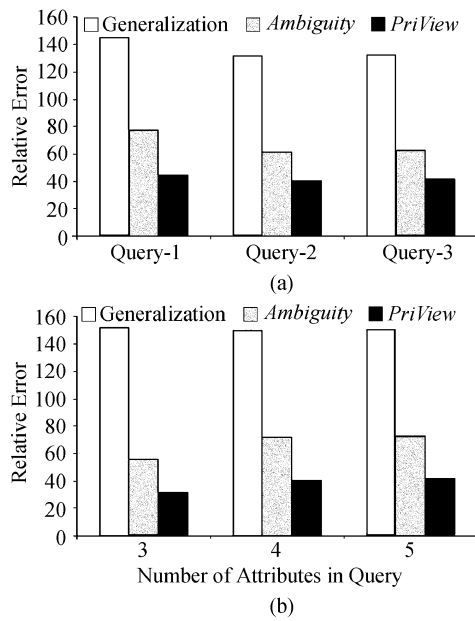 160
Generalization Ambiguity PriView
140
120
100
80
60
40
20
0
Relative Error
Query-1 Query-2 Query-3
(a)
160
Generalization Ambiguity PriView
140
120
100
80
60
40
20
0
Relative Error
3 4 5
Number of Attributes in Query
(b)